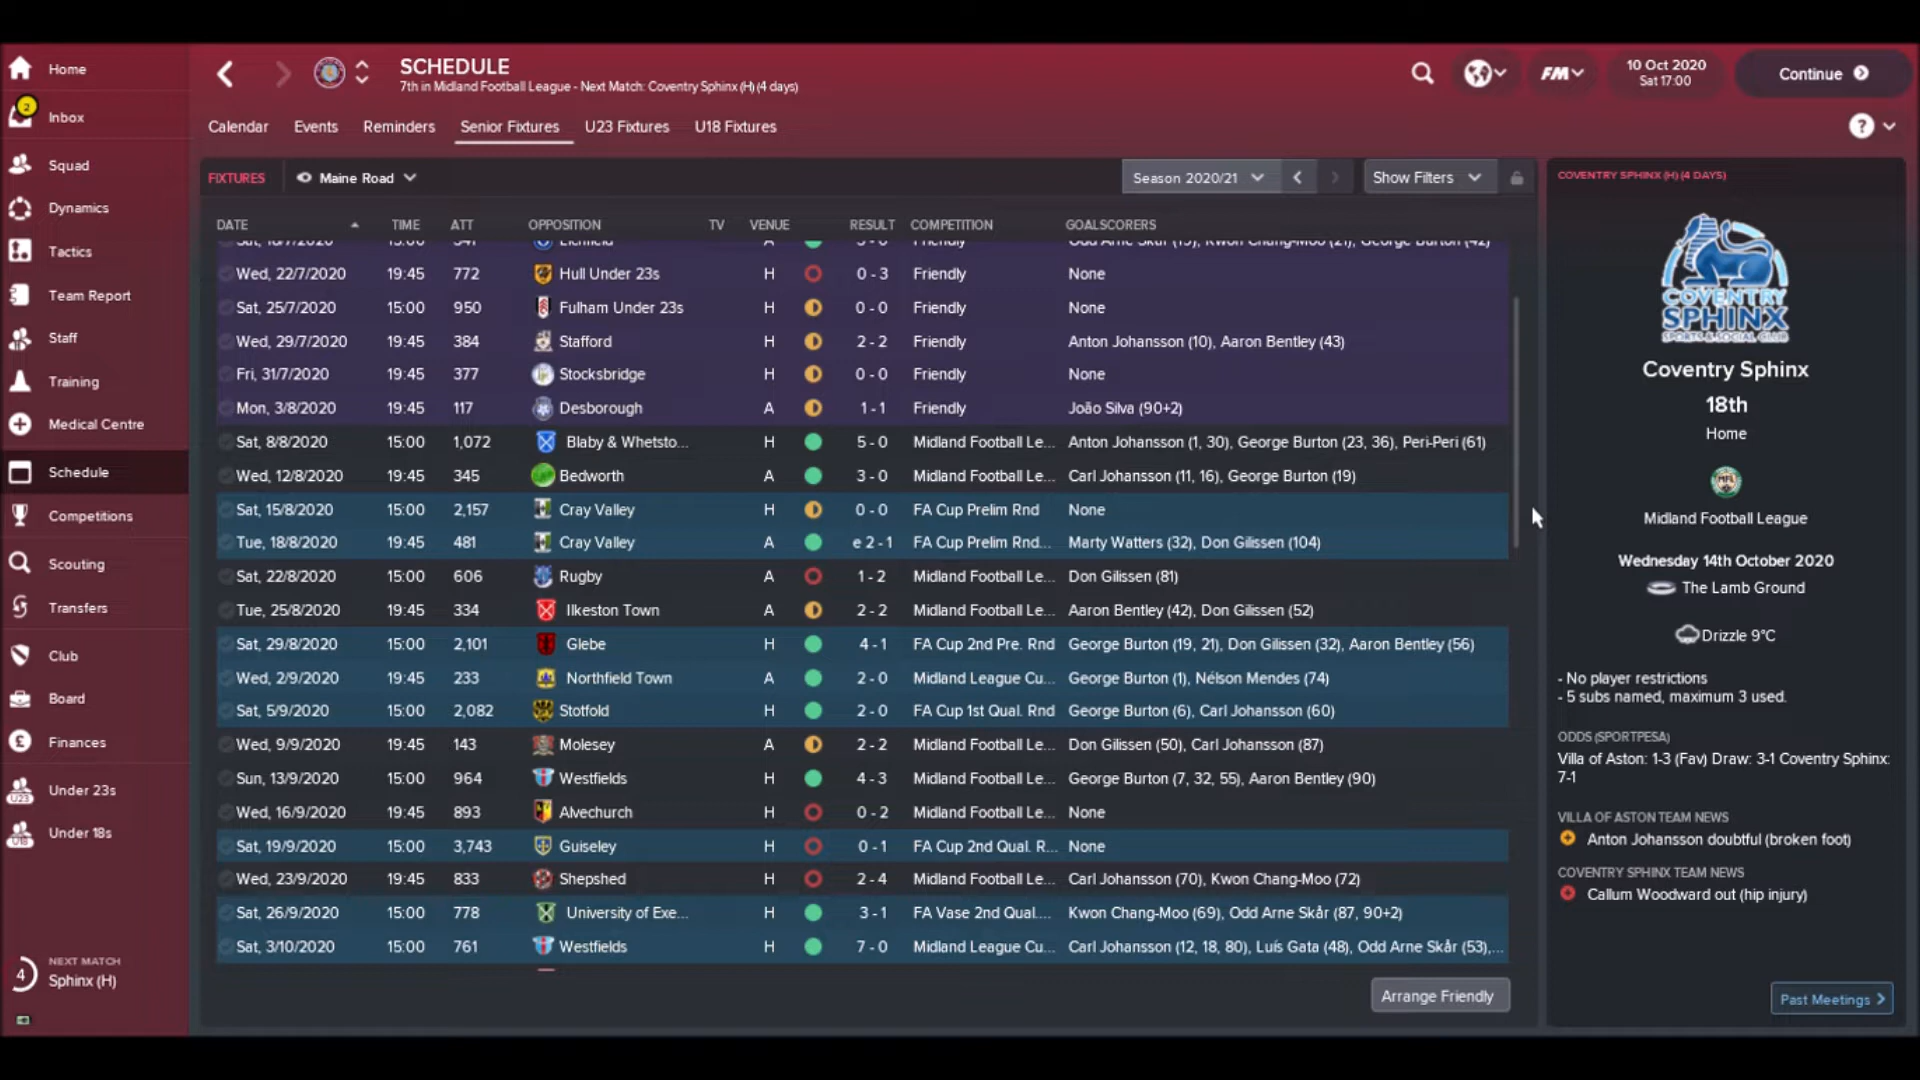 Home
2
Inbox
Squad
Dynamics
Tactics
Team Report
Staff
Training
Medical Centre
Schedule
Competitions
Scouting
Transfers
Club
Board
Finances
U23
Under 23s
U18
Under 18s
NEXT MATCH
4
Sphinx (H)
SCHEDULE
7th in Midland Football League - Next Match: Coventry Sphinx (H) (4 days)
FM
10 Oct 2020
Sat 17:00
Continue
Calendar Events Reminders Senior Fixtures U23 Fixtures U18 Fixtures
?
FIXTURES Maine Road Season 2020/21 Show Filters
DATE TIME ATT OPPOSITION TV VENUE RESULT COMPETITION GOALSCORERS
Wed, 22/7/2020 19:45 772 Hull Under 23s H 0 - 3 Friendly None
Sat, 25/7/2020 15:00 950 Fulham Under 23s H 0 - 0 Friendly None
Wed, 29/7/2020 19:45 384 Stafford H 2 - 2 Friendly Anton Johansson (10), Aaron Bentley (43)
Fri, 31/7/2020 19:45 377 Stocksbridge H 0 - 0 Friendly None
Mon, 3/8/2020 19:45 117 Desborough A 1 - 1 Friendly João Silva (90+2)
Sat, 8/8/2020 15:00 1,072 Blaby & Whetsto... H 5 - 0 Midland Football Le... Anton Johansson (1, 30), George Burton (23, 36), Peri-Peri (61)
Wed, 12/8/2020 19:45 345 Bedworth A 3 - 0 Midland Football Le... Carl Johansson (11, 16), George Burton (19)
Sat, 15/8/2020 15:00 2,157 Cray Valley H 0 - 0 FA Cup Prelim Rnd None
Tue, 18/8/2020 19:45 481 Cray Valley A e 2 - 1 FA Cup Prelim Rnd... Marty Watters (32), Don Gilissen (104)
Sat, 22/8/2020 15:00 606 Rugby A 1 - 2 Midland Football Le... Don Gilissen (81)
Tue, 25/8/2020 19:45 334 Ilkeston Town A 2 - 2 Midland Football Le... Aaron Bentley (42), Don Gilissen (52)
Sat, 29/8/2020 15:00 2,101 Glebe H 4 - 1 FA Cup 2nd Pre. Rnd George Burton (19, 21), Don Gilissen (32), Aaron Bentley (56)
Wed, 2/9/2020 19:45 233 Northfield Town A 2 - 0 Midland League Cu... George Burton (1), Nélson Mendes (74)
Sat, 5/9/2020 15:00 2,082 Stotfold H 2 - 0 FA Cup 1st Qual. Rnd George Burton (6), Carl Johansson (60)
Wed, 9/9/2020 19:45 143 Molesey A 2 - 2 Midland Football Le... Don Gilissen (50), Carl Johansson (87)
Sun, 13/9/2020 15:00 964 Westfields H 4 - 3 Midland Football Le... George Burton (7, 32, 55), Aaron Bentley (90)
Wed, 16/9/2020 19:45 893 Alvechurch H 0 - 2 Midland Football Le... None
Sat, 19/9/2020 15:00 3,743 Guiseley H 0 - 1 FA Cup 2nd Qual. R... None
Wed, 23/9/2020 19:45 833 Shepshed H 2 - 4 Midland Football Le... Carl Johansson (70), Kwon Chang-Moo (72)
Sat, 26/9/2020 15:00 778 University of Exe... H 3 - 1 FA Vase 2nd Qual.... Kwon Chang-Moo (69), Odd Arne Skår (87, 90+2)
Sat, 3/10/2020 15:00 761 Westfields H 7 - 0 Midland League Cu... Carl Johansson (12, 18, 80), Luís Gata (48), Odd Arne Skår (53),...
Arrange Friendly
COVENTRY SPHINX (H) (4 DAYS)
COVENTRY
SPHINX
SPORTS & SOCIAL CLUB
Coventry Sphinx
18th
Home
MFL
Midland Football League
Wednesday 14th October 2020
The Lamb Ground
Drizzle 9°C
- No player restrictions
- 5 subs named, maximum 3 used.
ODDS (SPORTPESA)
Villa of Aston: 1-3 (Fav) Draw: 3-1 Coventry Sphinx:
7-1
VILLA OF ASTON TEAM NEWS
Anton Johansson doubtful (broken foot)
COVENTRY SPHINX TEAM NEWS
Callum Woodward out (hip injury)
Past Meetings